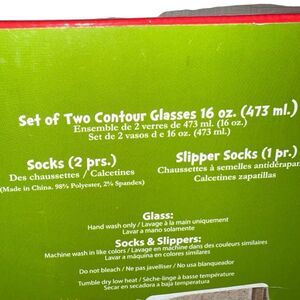 Set of Two Contour Glasses 16 oz. (473 ml.)
Ensemble de 2 verres de 473 ml. (16 oz.)
Set de 2 vasos d e 16 oz. (473 ml.)
Socks (2 prs.)
Des chaussettes / Calcetines
(Made in China. 98% Polyester, 2% Spandex)
Slipper Socks (1 pr.)
Chaussettes à semelles antidérapan
Calcetines zapatillas
Glass:
Hand wash only / Lavage à la main uniquement
Lavar a mano solamente
Socks & Slippers:
Machine wash in like colors / Lavage en machine dans des couleurs similaires
Lavar a máquina en colores similares
Do not bleach / Ne pas javelliser / No usa blanqueador
Tumble dry low heat / Sèche-linge à basse température
Secar en secadora a baja temperatura